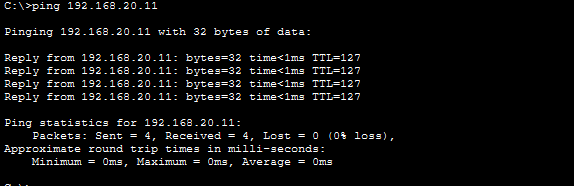 C:\>ping 192.168.20.11
Pinging 192.168.20.11 with 32 bytes of data:
Reply from 192.168.20.11: bytes=32 time<1ms TTL=127
Reply from 192.168.20.11: bytes=32 time<1ms TTL=127
Reply from 192.168.20.11: bytes=32 time<1ms TTL=127
Reply from 192.168.20.11: bytes=32 time<1ms TTL=127
Ping statistics for 192.168.20.11:
Packets: Sent = 4, Received = 4, Lost = 0 (0% loss),
Approximate round trip times in milli-seconds:
Minimum = 0ms, Maximum = 0ms, Average = 0ms